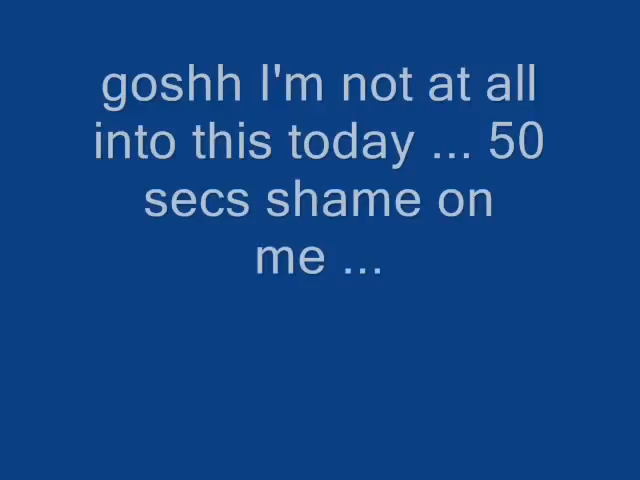 goshh I'm not at all
into this today ... 50
secs shame on
me ...